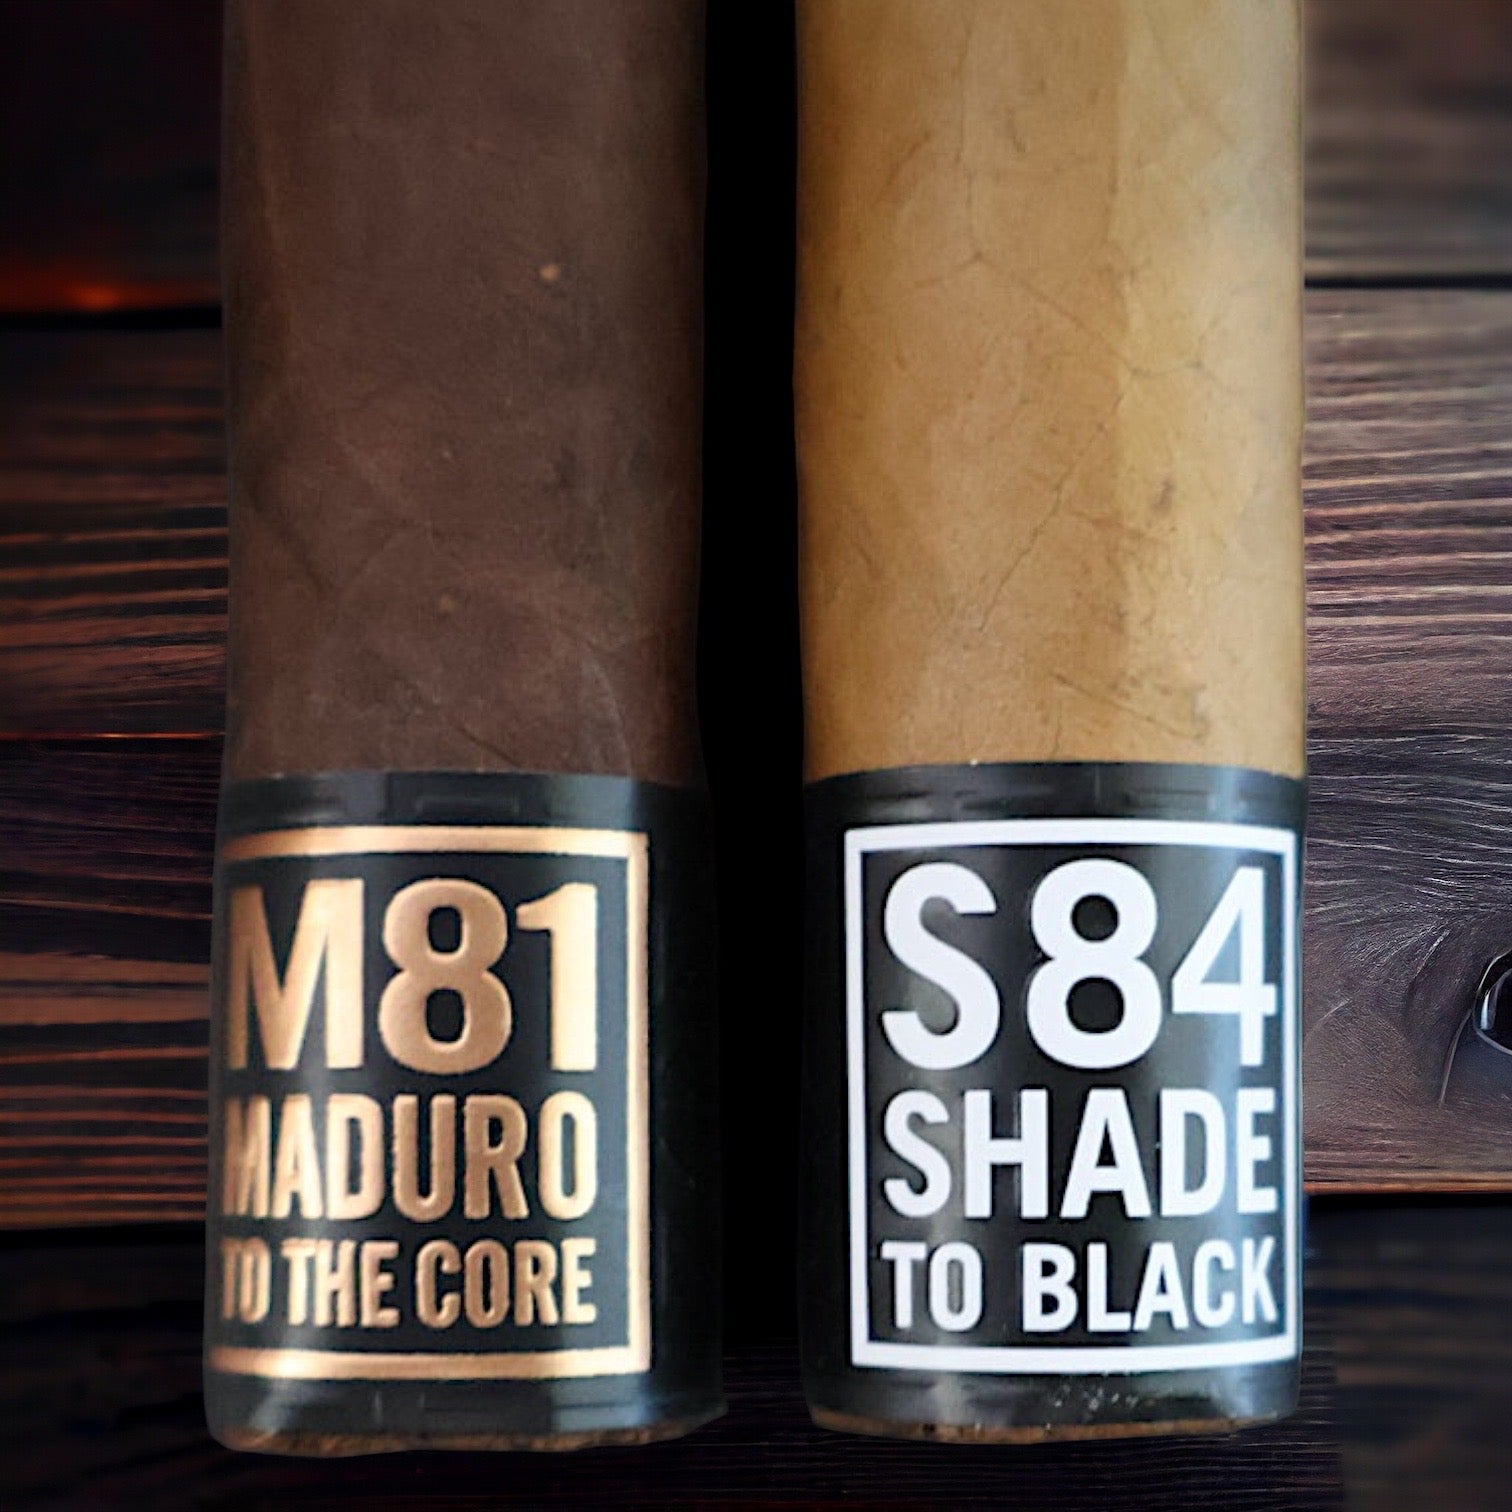 M81
MADURO
TO THE CORE
S84
SHADE
TO BLACK